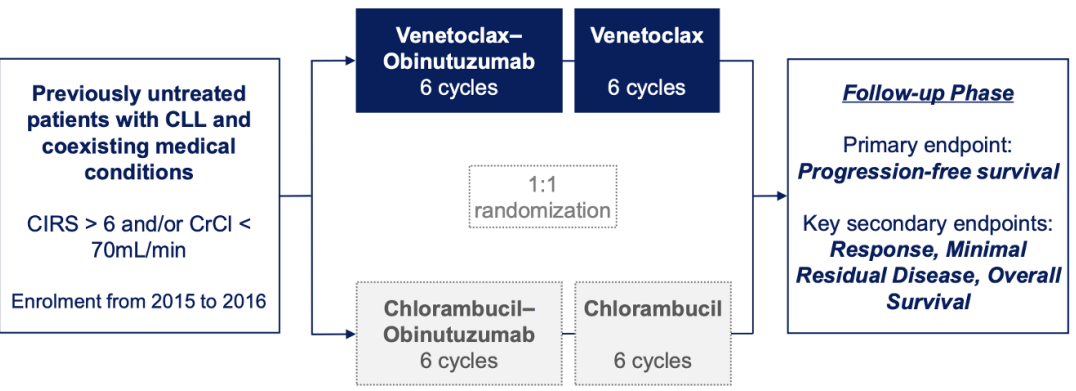 Previously untreated
patients with CLL and
coexisting medical
conditions
CIRS > 6 and/or CrCl <
70mL/min
Enrolment from 2015 to 2016
Venetoclax–
Obinutuzumab
6 cycles
Venetoclax
6 cycles
1:1
randomization
Chlorambucil–
Obinutuzumab
6 cycles
Chlorambucil
6 cycles
Follow-up Phase
Primary endpoint:
Progression-free survival
Key secondary endpoints:
Response, Minimal
Residual Disease, Overall
Survival